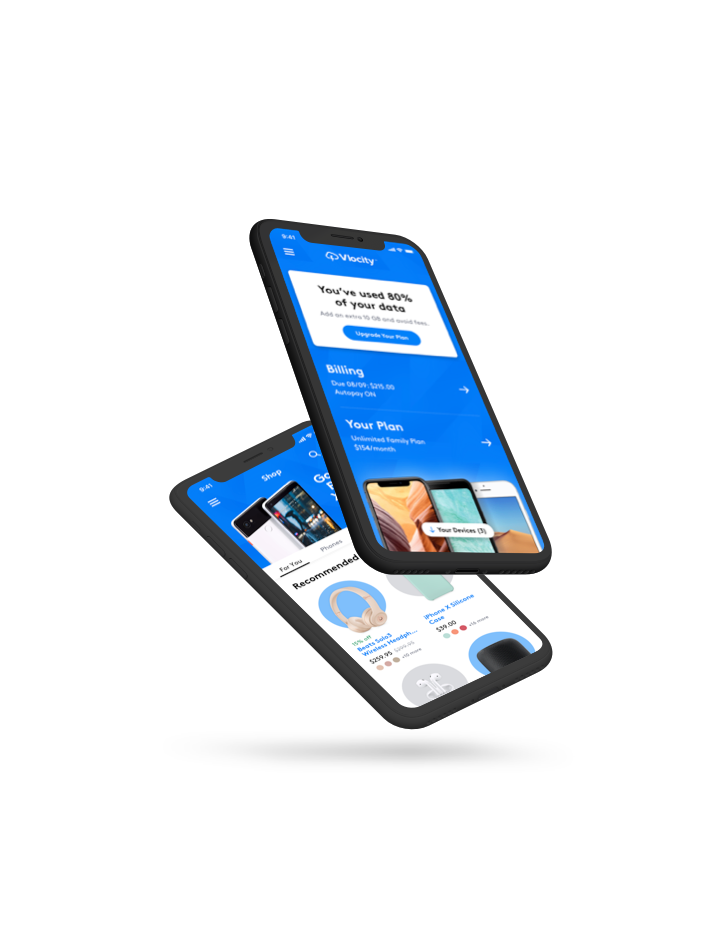 9:41
Vlocity
You've used 80%
of your data
Add an extra 10 GB and avoid fees.
Upgrade Your Plan
Billing
Due 08/09: $215.00
Autopay ON
Your Plan
Unlimited Family Plan
$154/month
Your Devices (3)
9:41
Shop
For You
Phones
Recommended
15% off
Beats Solo3
Wireless Headph...
$259.95 $299.95
+10 more
iPhone X Silicone
Case
$39.00
+16 more